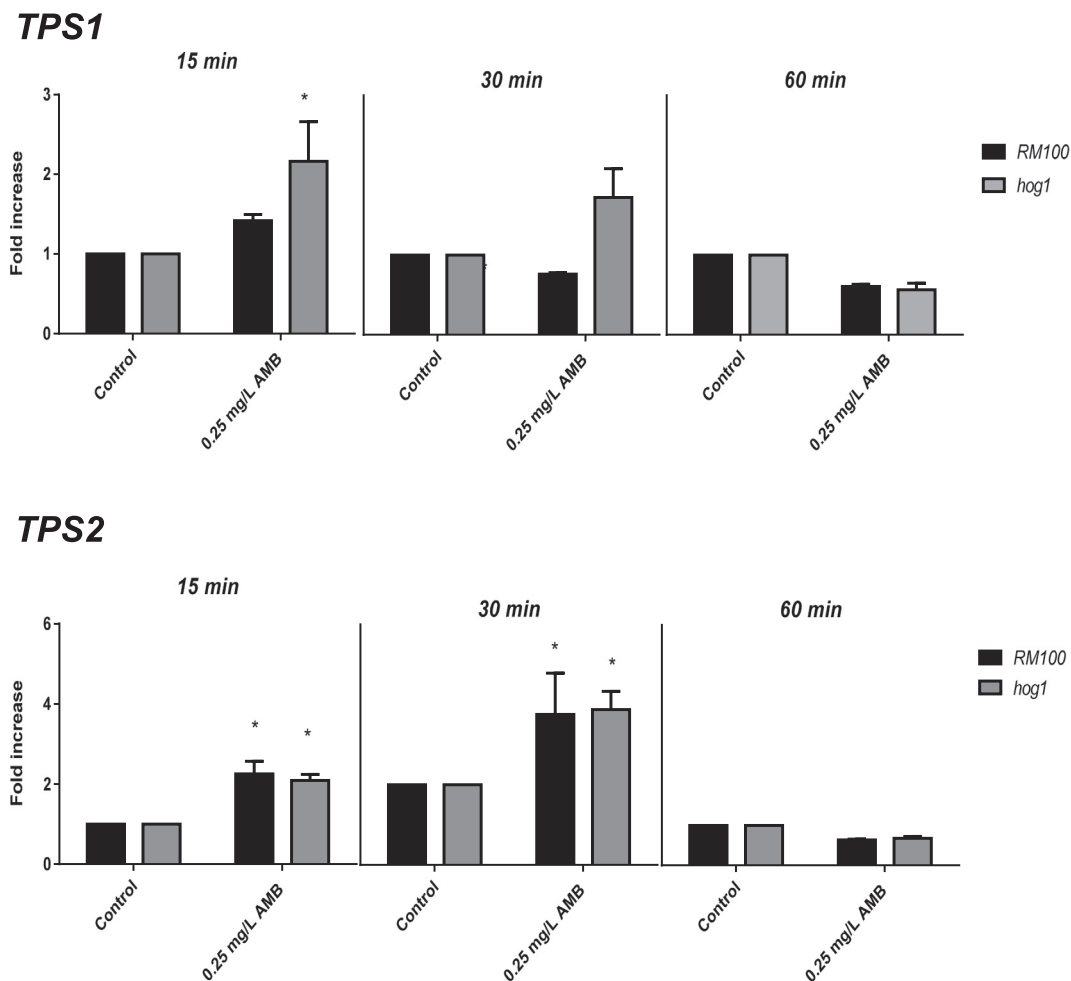 TPS1
15 min
30 min
60 min
3
*
2
1
0
Fold increase
RM100
hog1
Control
0.25 mg/L AMB
Control
0.25 mg/L AMB
Control
0.25 mg/L AMB
TPS2
15 min
30 min
60 min
6
4
2
0
Fold increase
*
*
*
*
RM100
hog1
Control
0.25 mg/L AMB
Control
0.25 mg/L AMB
Control
0.25 mg/L AMB